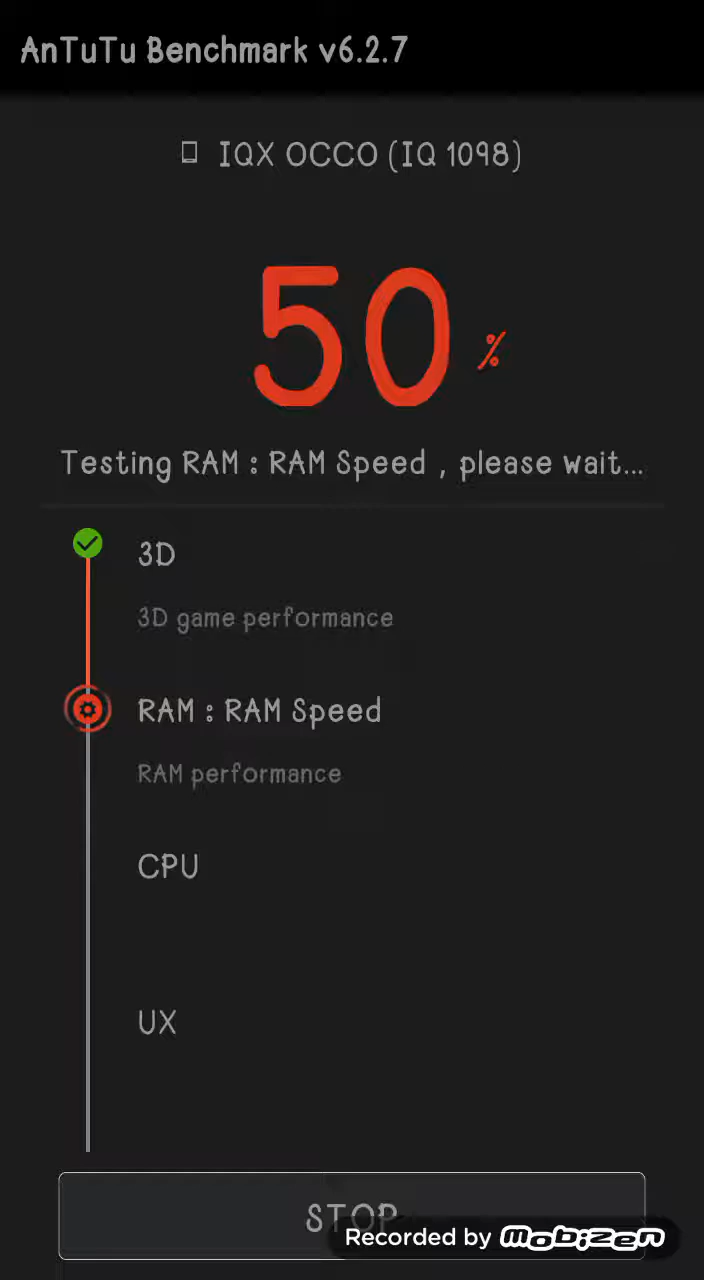 AnTuTu Benchmark v6.2.7
IQX OCCO (IQ 1098)
50 %
Testing RAM : RAM Speed , please wait...
3D
3D game performance
RAM : RAM Speed
RAM performance
CPU
UX
STOP
Recorded by mobizen